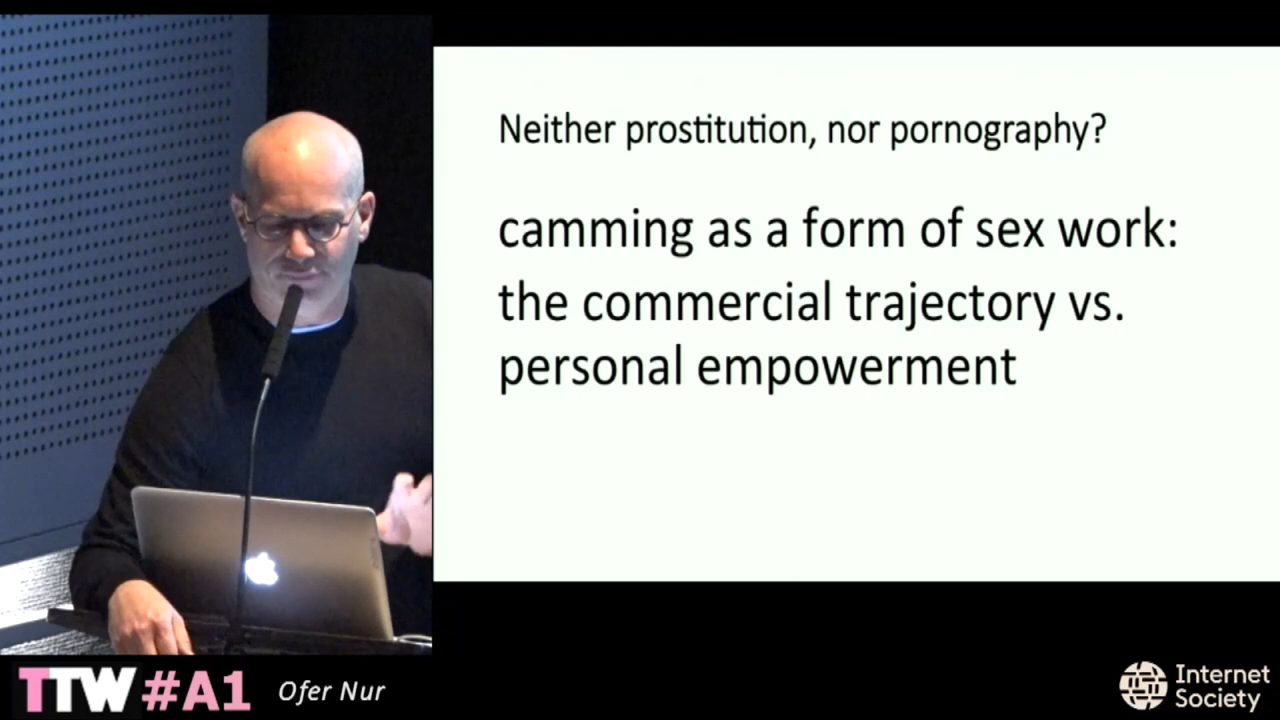 Neither prostitution, nor pornography?
camming as a form of sex work:
the commercial trajectory vs.
personal empowerment
TTW#A1
Ofer Nur
Internet
Society